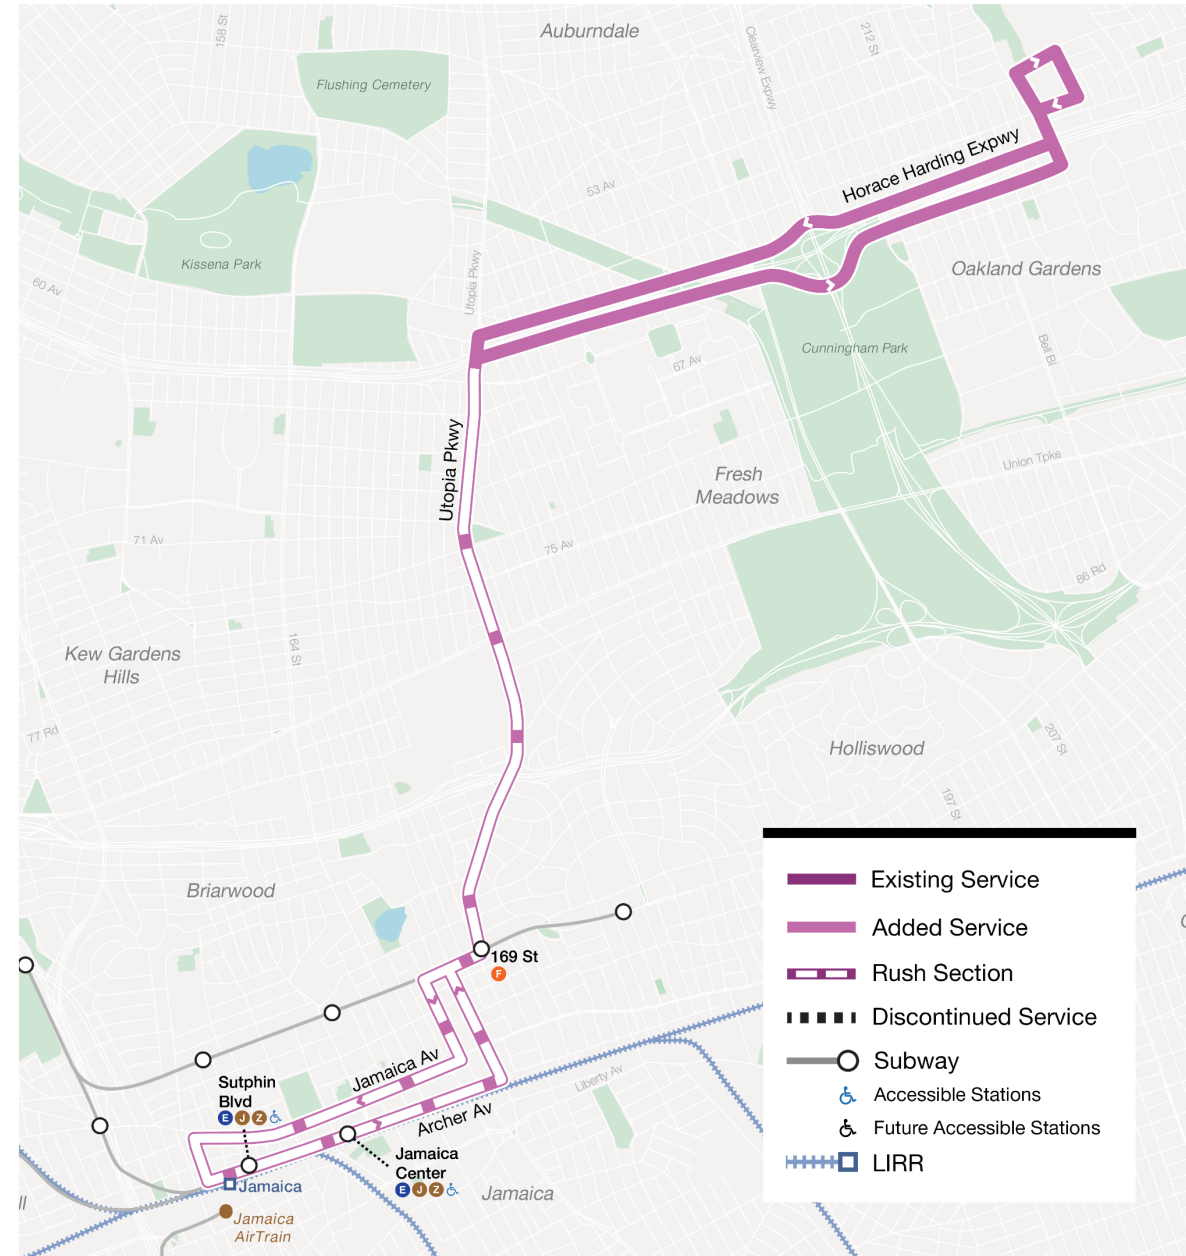 Auburndale
158 St
Clearview Expwy
212 St
Flushing Cemetery
Horace Harding Expwy
53 Av
Kissena Park
Utopia Pkwy
Oakland Gardens
60 Av
Cunningham Park
Bell Bl
67 Av
Utopia Pkwy
Union Tpke
Fresh
Meadows
71 Av
75 Av
86 Rd
Kew Gardens
Hills
164 St
77 Rd
Holliswood
207 St
197 St
Briarwood
169 St
F
Jamaica Av
Liberty Av
Sutphin
Blvd
E J Z
Archer Av
Jamaica
Center
E J Z
Jamaica
Jamaica
Jamaica
AirTrain
ll
Existing Service
Added Service
Rush Section
Discontinued Service
Subway
Accessible Stations
Future Accessible Stations
LIRR